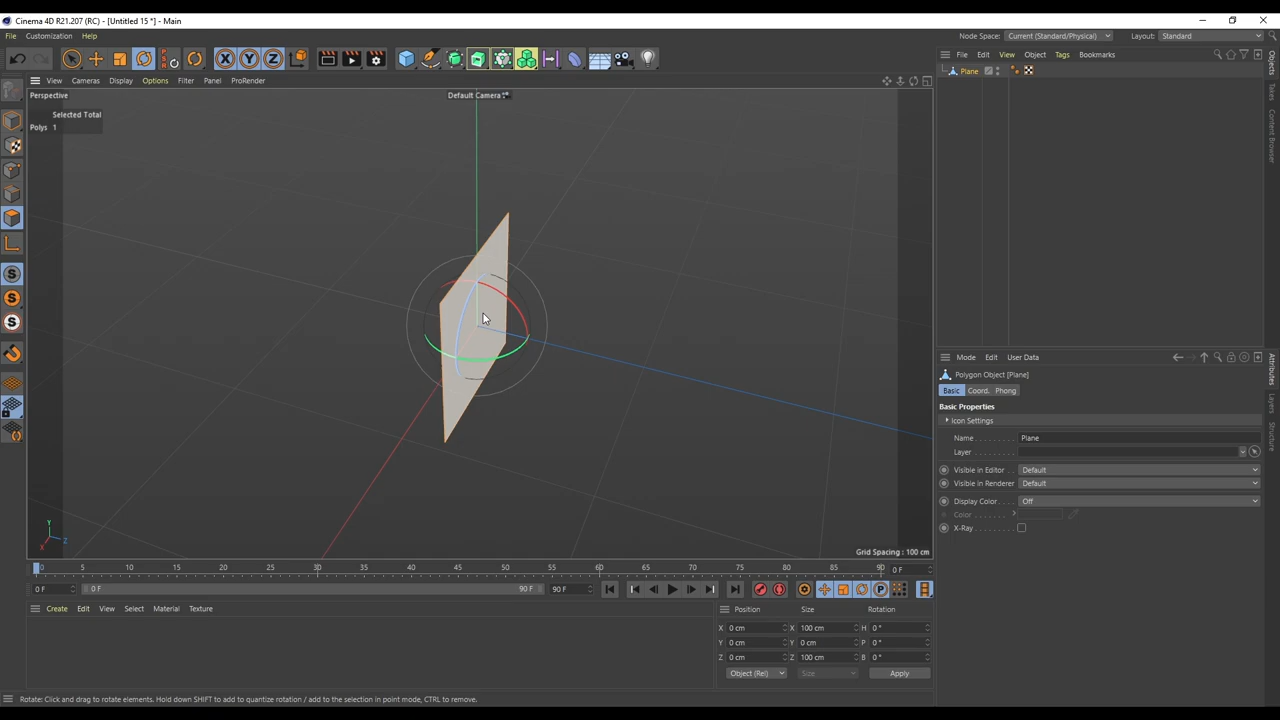 Cinema 4D R21.207 (RC) - [Untitled 15 *] - Main
File Customization Help Node Space: Current (Standard/Physical) Layout: Standard
View Cameras Display Options Filter Panel ProRender
File Edit View Object Tags Bookmarks
Plane
Perspective Default Camera
Selected Total
Polys 1
Objects
Takes
Content Browser
Mode Edit User Data
Polygon Object [Plane]
Basic Coord. Phong
Basic Properties
Icon Settings
Name Plane
Layer
Visible in Editor Default
Visible in Renderer Default
Display Color Off
Color
X-Ray
Attributes
Layers
Structure
Y
X Z
Grid Spacing : 100 cm
0 5 10 15 20 25 30 35 40 45 50 55 60 65 70 75 80 85 90 0 F
0 F 0 F 90 F 90 F
Create Edit View Select Material Texture
Position Size Rotation
X 0 cm X 100 cm H 0 °
Y 0 cm Y 0 cm P 0 °
Z 0 cm Z 100 cm B 0 °
Object (Rel) Size Apply
Rotate: Click and drag to rotate elements. Hold down SHIFT to add to quantize rotation / add to the selection in point mode, CTRL to remove.